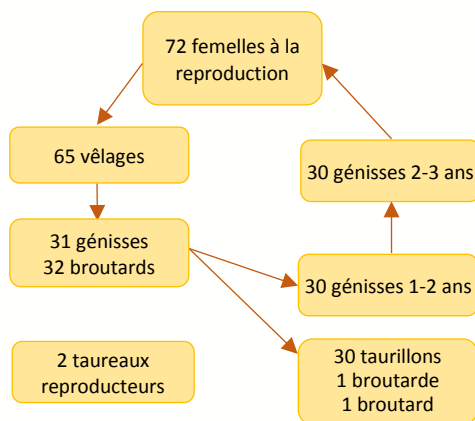 72 femelles à la
reproduction
65 vêlages
30 génisses 2-3 ans
31 génisses
32 broutards
30 génisses 1-2 ans
2 taureaux
reproducteurs
30 taurillons
1 broutarde
1 broutard